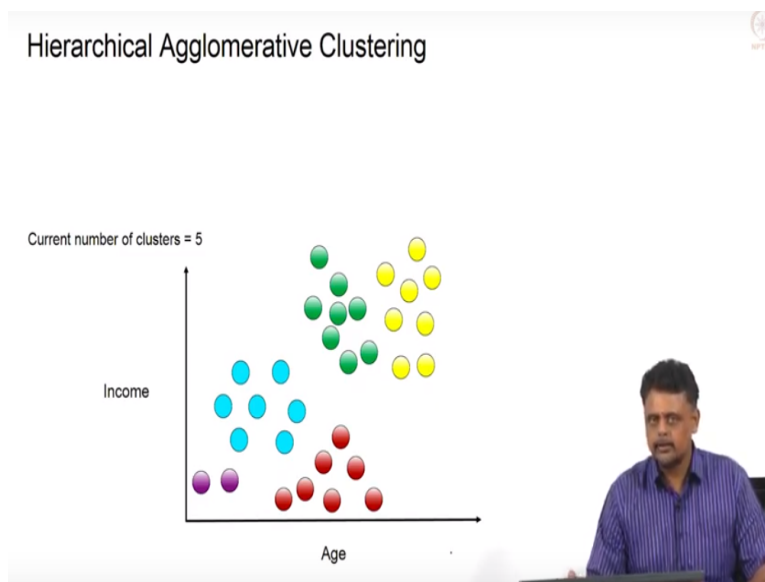 Hierarchical Agglomerative Clustering
Current number of clusters = 5
Income
Age